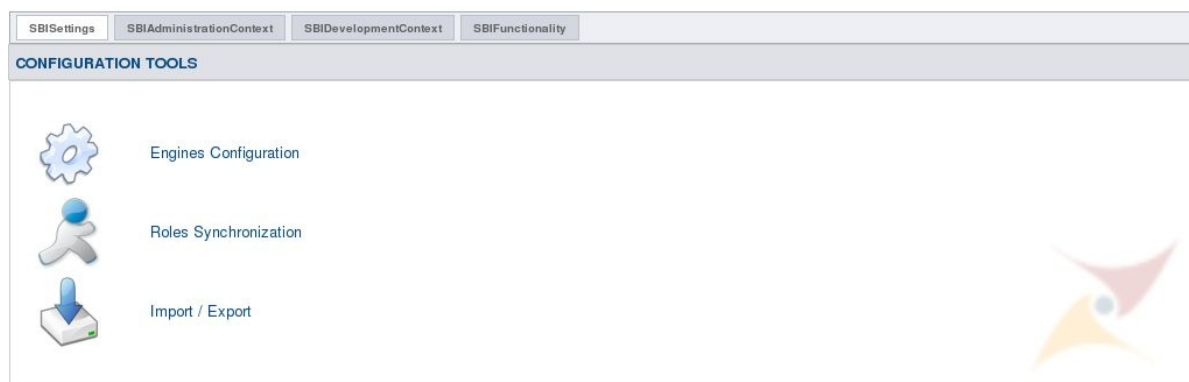 SBISettings SBIAdministrationContext SBIDevelopmentContext SBIFunctionality
CONFIGURATION TOOLS
Engines Configuration
Roles Synchronization
Import / Export